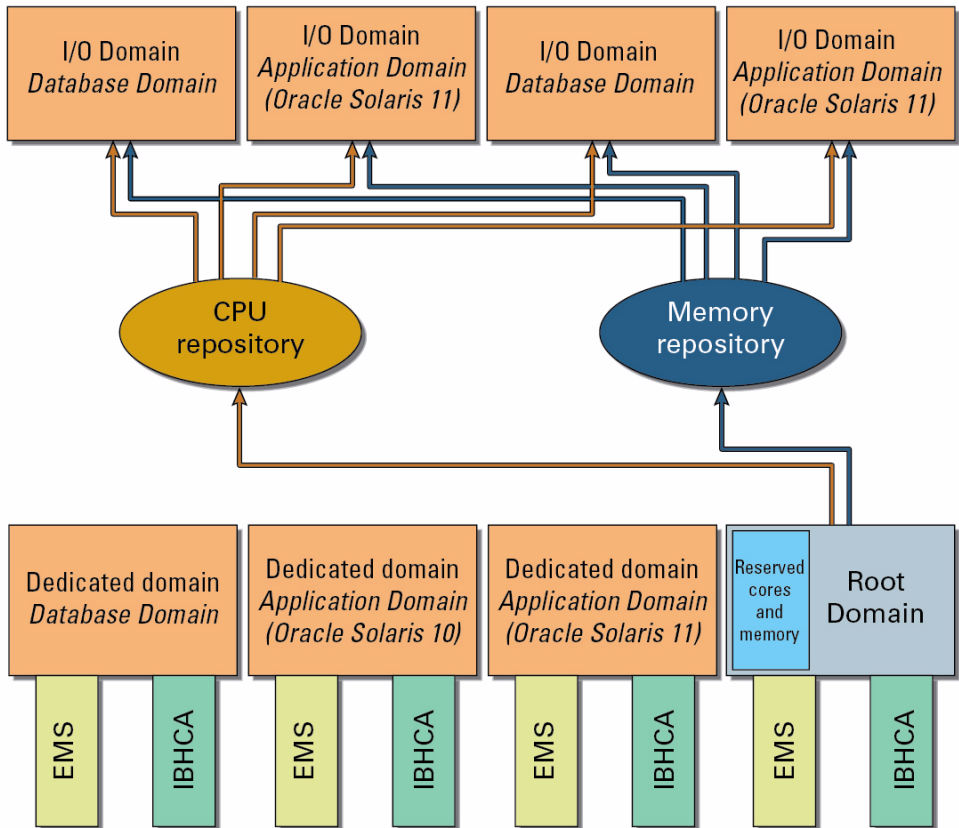 I/O Domain
Database Domain
I/O Domain
Application Domain
(Oracle Solaris 11)
I/O Domain
Database Domain
I/O Domain
Application Domain
(Oracle Solaris 11)
CPU
repository
Memory
repository
Dedicated domain
Database Domain
Dedicated domain
Application Domain
(Oracle Solaris 10)
Dedicated domain
Application Domain
(Oracle Solaris 11)
Reserved
cores
and
memory
Root
Domain
EMS
IBHCA
EMS
IBHCA
EMS
IBHCA
EMS
IBHCA